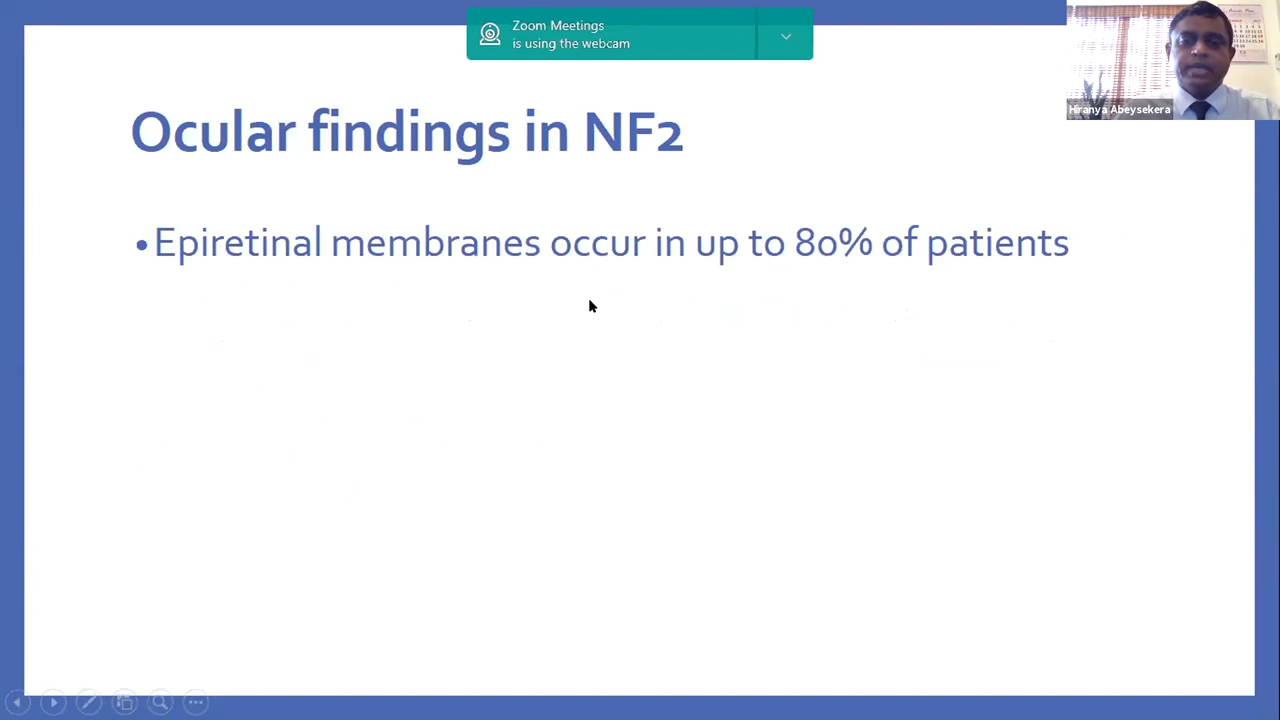 Zoom Meetings
is using the webcam
Hiranya Abeysekera
Ocular findings in NF2
•Epiretinal membranes occur in up to 80% of patients